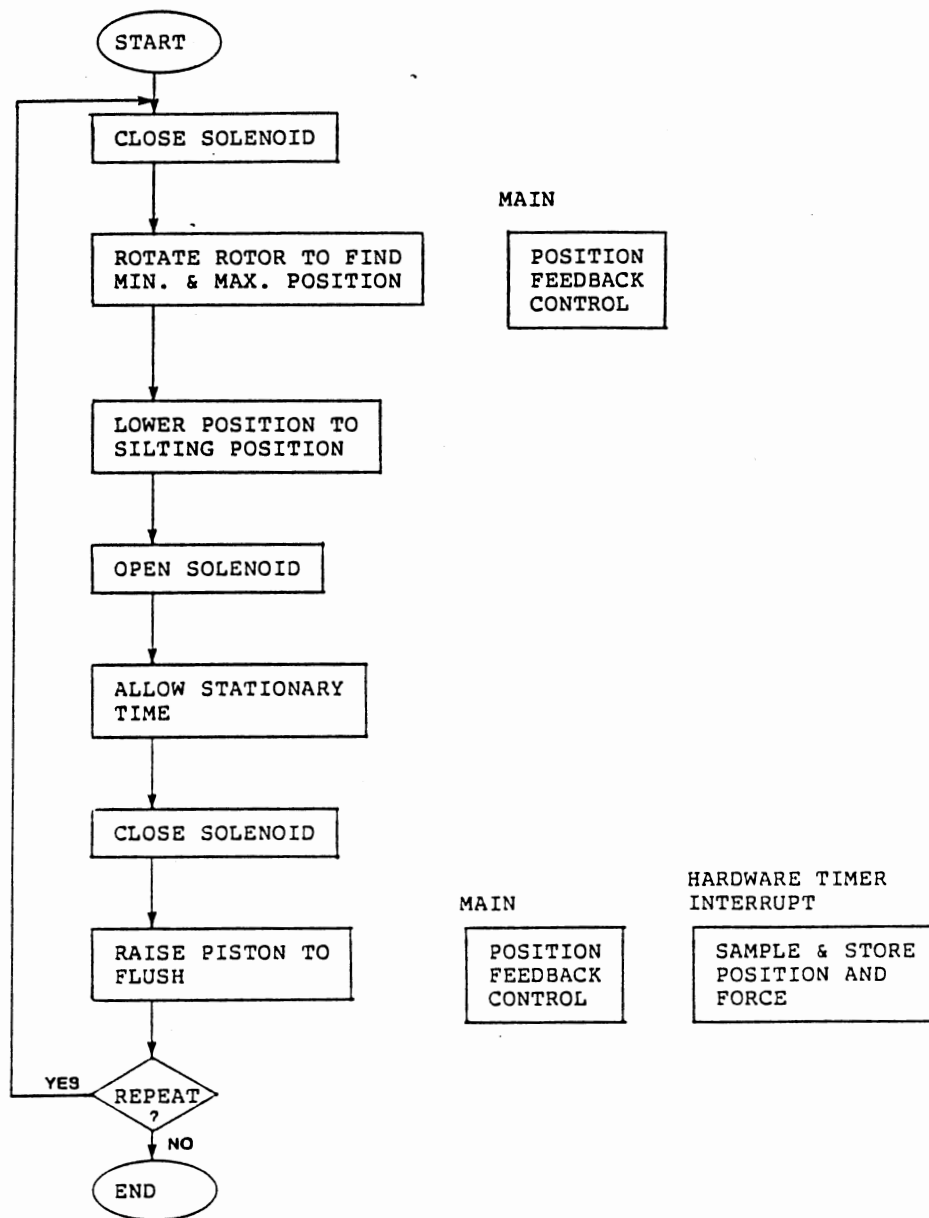 START
CLOSE SOLENOID
MAIN
ROTATE ROTOR TO FIND
MIN. & MAX. POSITION
POSITION
FEEDBACK
CONTROL
LOWER POSITION TO
SILTING POSITION
OPEN SOLENOID
ALLOW STATIONARY
TIME
CLOSE SOLENOID
MAIN
HARDWARE TIMER
INTERRUPT
RAISE PISTON TO
FLUSH
POSITION
FEEDBACK
CONTROL
SAMPLE & STORE
POSITION AND
FORCE
YES
REPEAT
?
NO
END